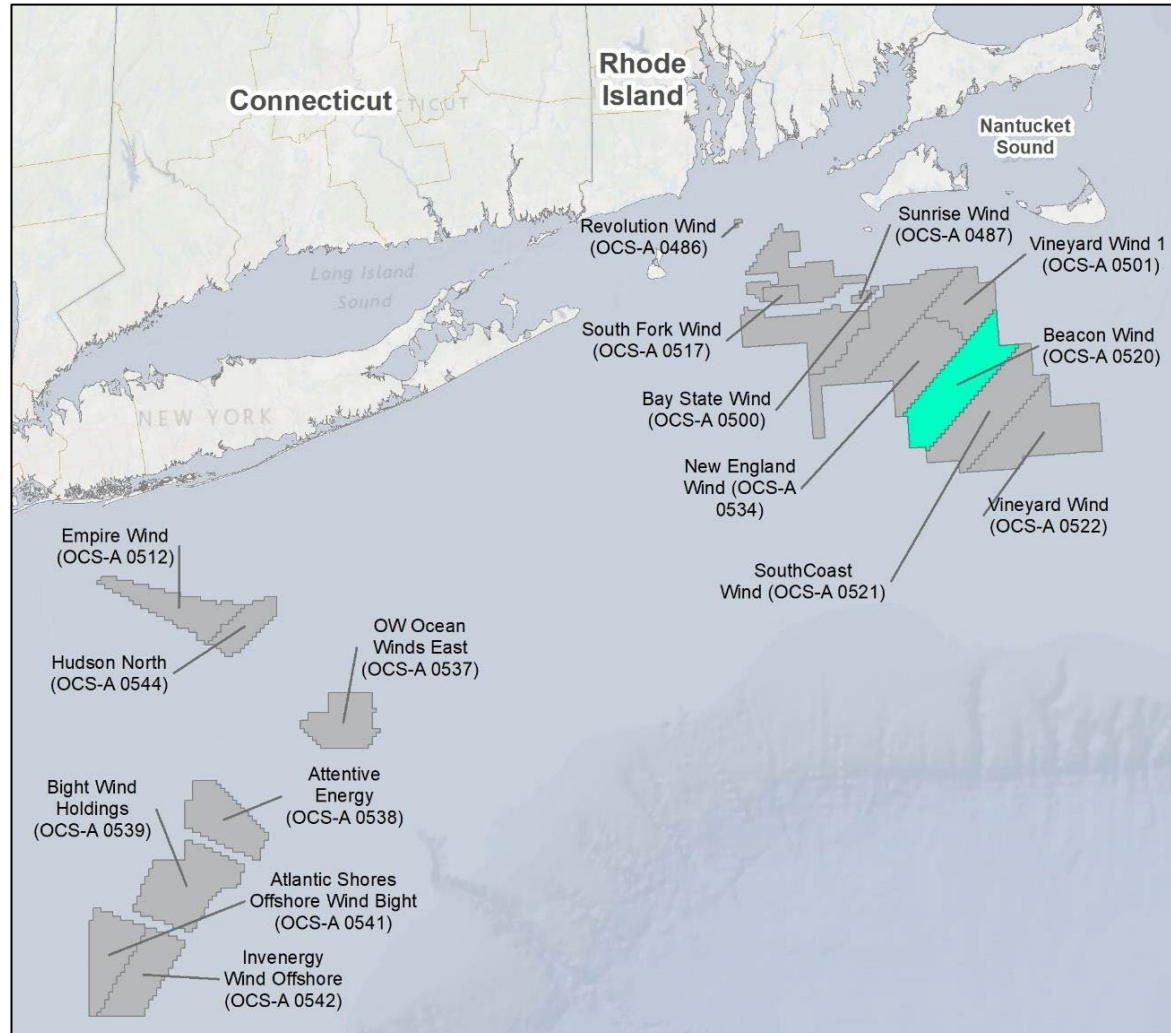 Connecticut
CTICUT
Rhode
Island
Nantucket
Sound
Revolution Wind
(OCS-A 0486)
Sunrise Wind
(OCS-A 0487)
Vineyard Wind 1
(OCS-A 0501)
Long Island
Sound
South Fork Wind
(OCS-A 0517)
Beacon Wind
(OCS-A 0520)
Bay State Wind
(OCS-A 0500)
NEW YORK
New England
Wind (OCS-A
0534)
Vineyard Wind
(OCS-A 0522)
SouthCoast
Wind (OCS-A 0521)
Empire Wind
(OCS-A 0512)
Hudson North
(OCS-A 0544)
OW Ocean
Winds East
(OCS-A 0537)
Attentive
Energy
(OCS-A 0538)
Bight Wind
Holdings
(OCS-A 0539)
Atlantic Shores
Offshore Wind Bight
(OCS-A 0541)
Invenergy
Wind Offshore
(OCS-A 0542)